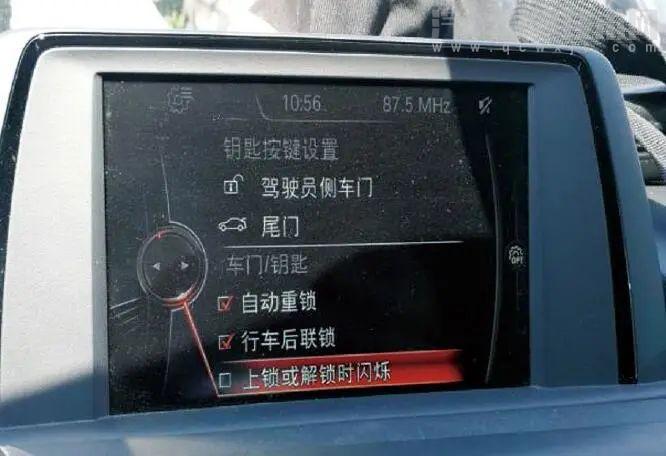 10:56 87.5 MHz
钥匙按键设置
驾驶员侧车门
尾门
车门/钥匙
自动重锁
行车后联锁
上锁或解锁时闪烁
OPT